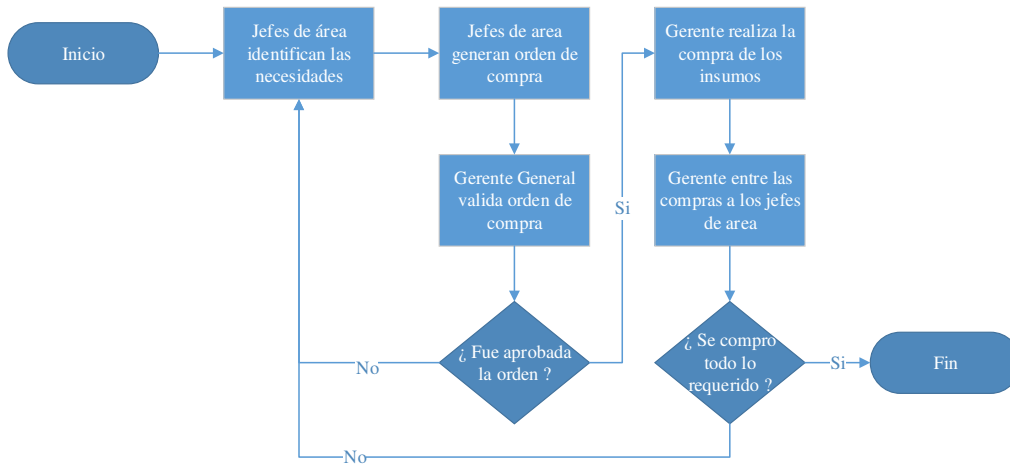 Inicio
Jefes de área
identifican las
necesidades
Jefes de area
generan orden de
compra
Gerente realiza la
compra de los
insumos
Gerente General
valida orden de
compra
Si
Gerente entre las
compras a los jefes
de area
¿ Fue aprobada
la orden ?
No
¿ Se compro
todo lo
requerido ?
Si
Fin
No